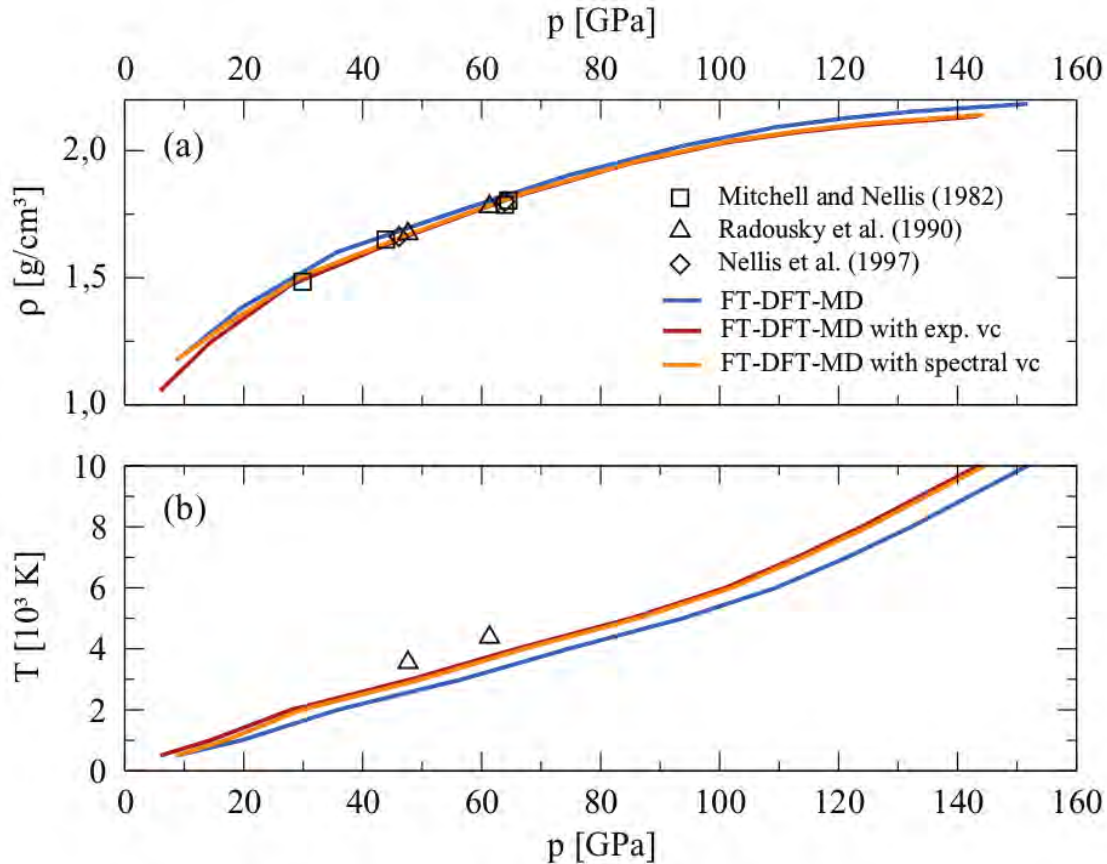 p [GPa]
0 20 40 60 80 100 120 140 160
(a)
2,0
1,5
1,0
ρ [g/cm³]
Mitchell and Nellis (1982)
Radousky et al. (1990)
Nellis et al. (1997)
FT-DFT-MD
FT-DFT-MD with exp. vc
FT-DFT-MD with spectral vc
(b)
10
8
6
4
2
0
T [10³ K]
0 20 40 60 80 100 120 140 160
p [GPa]